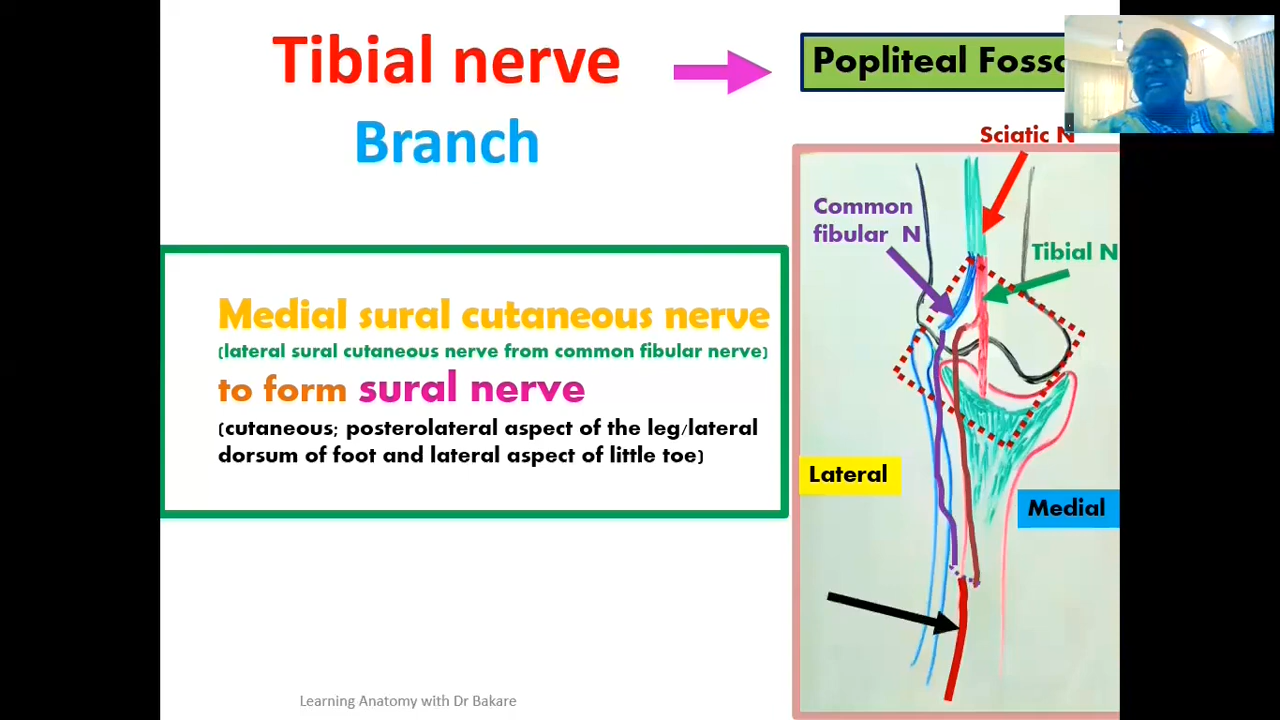 Tibial nerve
Branch
Popliteal
Sciatic N
Common
fibular N
Tibial N
Medial sural cutaneous nerve
(lateral sural cutaneous nerve from common fibular nerve)
to form sural nerve
(cutaneous; posterolateral aspect of the leg/lateral
dorsum of foot and lateral aspect of little toe)
Lateral
Medial
Learning Anatomy with Dr Bakare